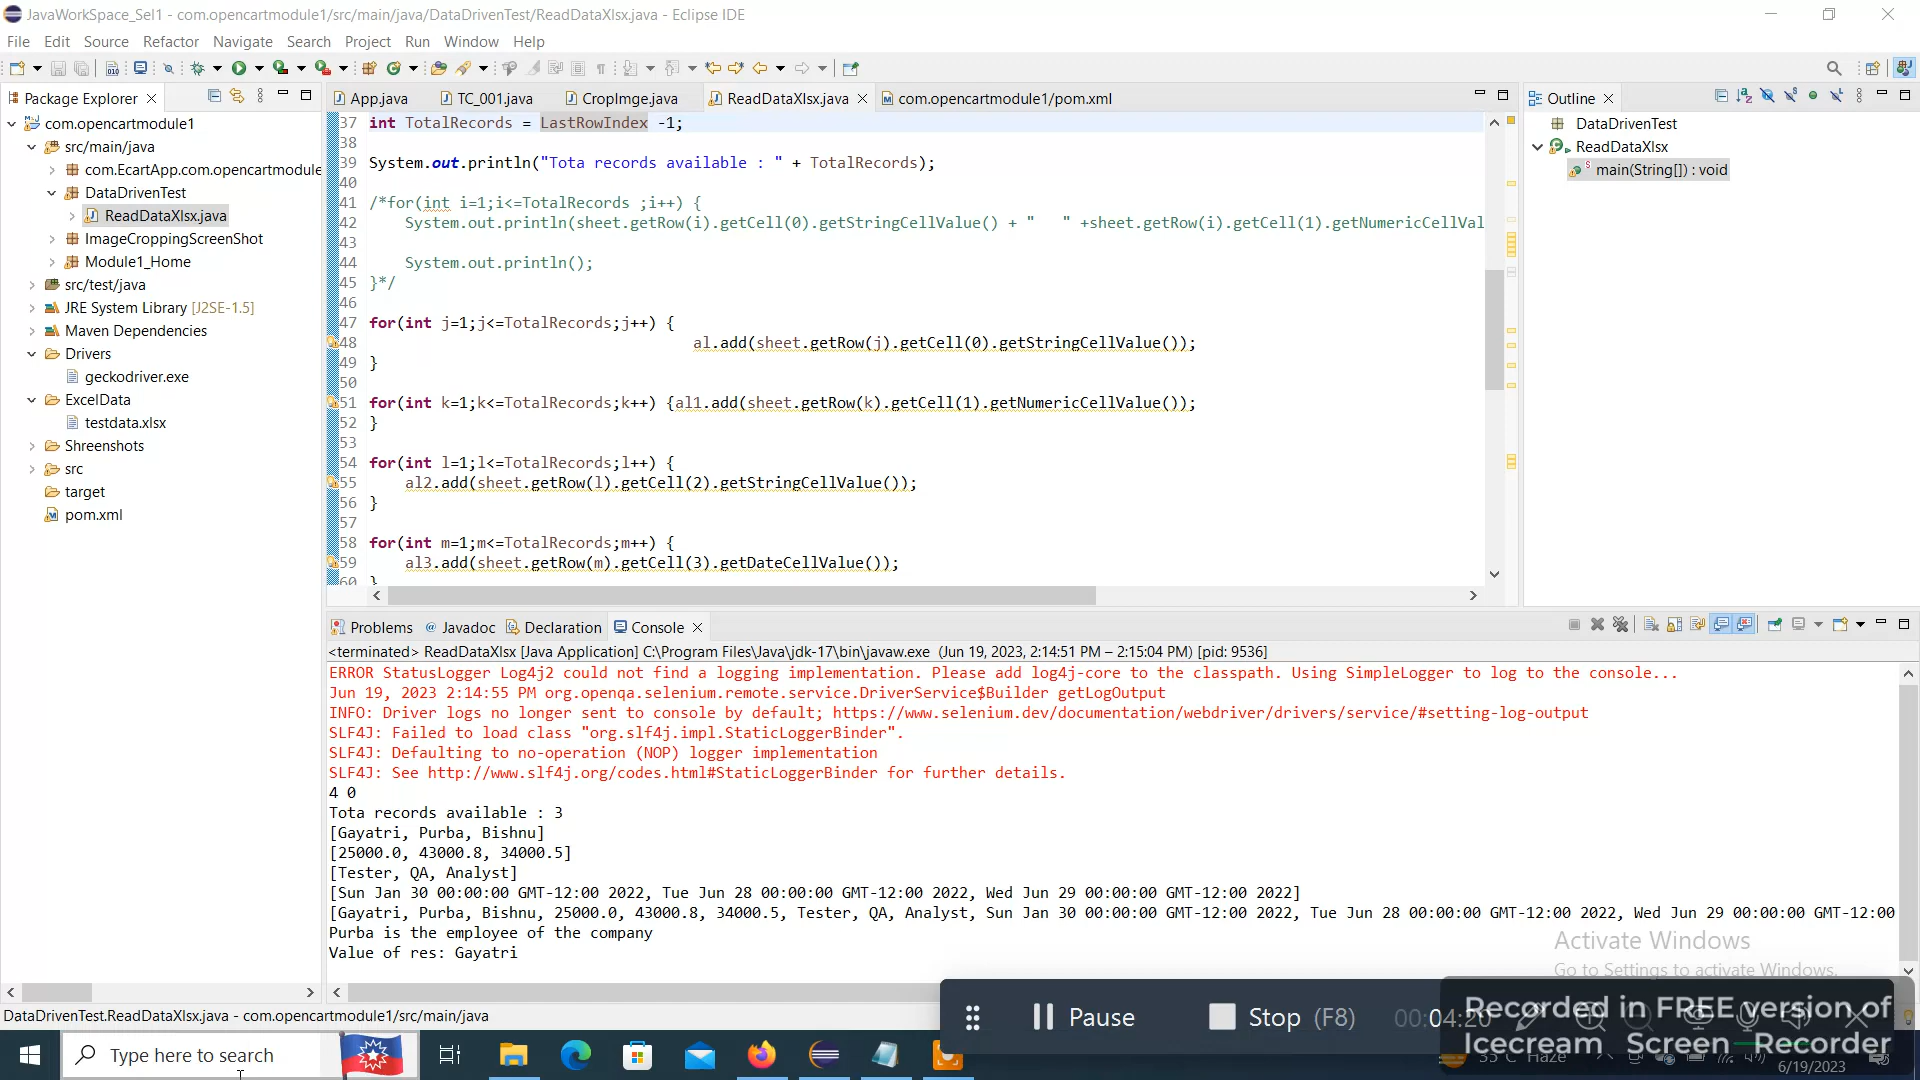 JavaWorkSpace_Sel1 - com.opencartmodule1/src/main/java/DataDrivenTest/ReadDataXlsx.java - Eclipse IDE
File Edit Source Refactor Navigate Search Project Run Window Help
Package Explorer
com.opencartmodule1
src/main/java
com.EcartApp.com.opencartmodule
DataDrivenTest
ReadDataXlsx.java
ImageCroppingScreenShot
Module1_Home
src/test/java
JRE System Library [J2SE-1.5]
Maven Dependencies
Drivers
geckodriver.exe
ExcelData
testdata.xlsx
Shreenshots
src
target
pom.xml
App.java TC_001.java CropImge.java ReadDataXlsx.java com.opencartmodule1/pom.xml
37 int TotalRecords = LastRowIndex -1;
38
39 System.out.println("Tota records available : " + TotalRecords);
40
41 /*for(int i=1;i<=TotalRecords ;i++) {
42 System.out.println(sheet.getRow(i).getCell(0).getStringCellValue() + "   " +sheet.getRow(i).getCell(1).getNumericCellVal
43
44 System.out.println();
45 }*/
46
47 for(int j=1;j<=TotalRecords;j++) {
48 al.add(sheet.getRow(j).getCell(0).getStringCellValue());
49 }
50
51 for(int k=1;k<=TotalRecords;k++) {al1.add(sheet.getRow(k).getCell(1).getNumericCellValue());
52 }
53
54 for(int l=1;l<=TotalRecords;l++) {
55 al2.add(sheet.getRow(l).getCell(2).getStringCellValue());
56 }
57
58 for(int m=1;m<=TotalRecords;m++) {
59 al3.add(sheet.getRow(m).getCell(3).getDateCellValue());
60 }
Outline
DataDrivenTest
ReadDataXlsx
main(String[]) : void
Problems Javadoc Declaration Console
<terminated> ReadDataXlsx [Java Application] C:\Program Files\Java\jdk-17\bin\javaw.exe (Jun 19, 2023, 2:14:51 PM – 2:15:04 PM) [pid: 9536]
ERROR StatusLogger Log4j2 could not find a logging implementation. Please add log4j-core to the classpath. Using SimpleLogger to log to the console...
Jun 19, 2023 2:14:55 PM org.openqa.selenium.remote.service.DriverService$Builder getLogOutput
INFO: Driver logs no longer sent to console by default; https://www.selenium.dev/documentation/webdriver/drivers/service/#setting-log-output
SLF4J: Failed to load class "org.slf4j.impl.StaticLoggerBinder".
SLF4J: Defaulting to no-operation (NOP) logger implementation
SLF4J: See http://www.slf4j.org/codes.html#StaticLoggerBinder for further details.
4 0
Tota records available : 3
[Gayatri, Purba, Bishnu]
[25000.0, 43000.8, 34000.5]
[Tester, QA, Analyst]
[Sun Jan 30 00:00:00 GMT-12:00 2022, Tue Jun 28 00:00:00 GMT-12:00 2022, Wed Jun 29 00:00:00 GMT-12:00 2022]
[Gayatri, Purba, Bishnu, 25000.0, 43000.8, 34000.5, Tester, QA, Analyst, Sun Jan 30 00:00:00 GMT-12:00 2022, Tue Jun 28 00:00:00 GMT-12:00 2022, Wed Jun 29 00:00:00 GMT-12:00
Purba is the employee of the company
Value of res: Gayatri
Activate Windows
Go to Settings to activate Windows.
DataDrivenTest.ReadDataXlsx.java - com.opencartmodule1/src/main/java
Pause Stop (F8) 00:04:20
Recorded in FREE version of
Icecream Screen Recorder
Type here to search
35°C Haze
6/19/2023